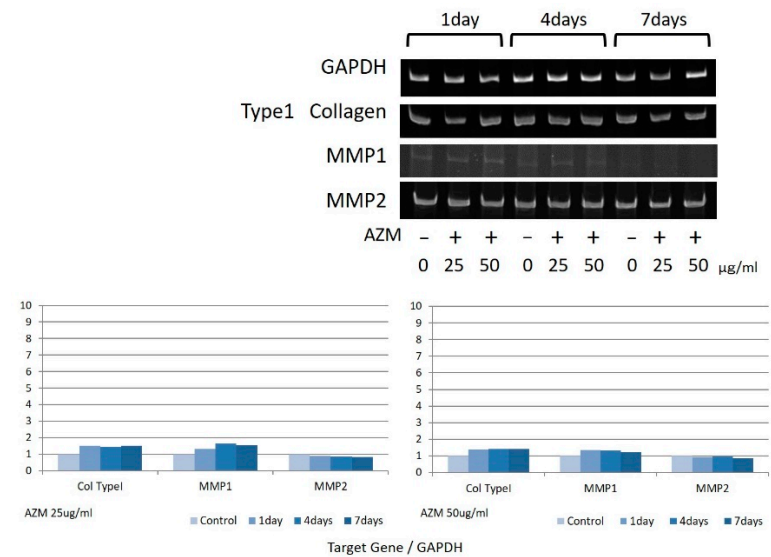 1day 4days 7days
GAPDH
Type1 Collagen
MMP1
MMP2
AZM − + + − + + − + +
0 25 50 0 25 50 0 25 50 μg/ml
10
9
8
7
6
5
4
3
2
1
0
Col TypeI MMP1 MMP2
AZM 25ug/ml
Control 1day 4days 7days
10
9
8
7
6
5
4
3
2
1
0
Col TypeI MMP1 MMP2
AZM 50ug/ml
Control 1day 4days 7days
Target Gene / GAPDH